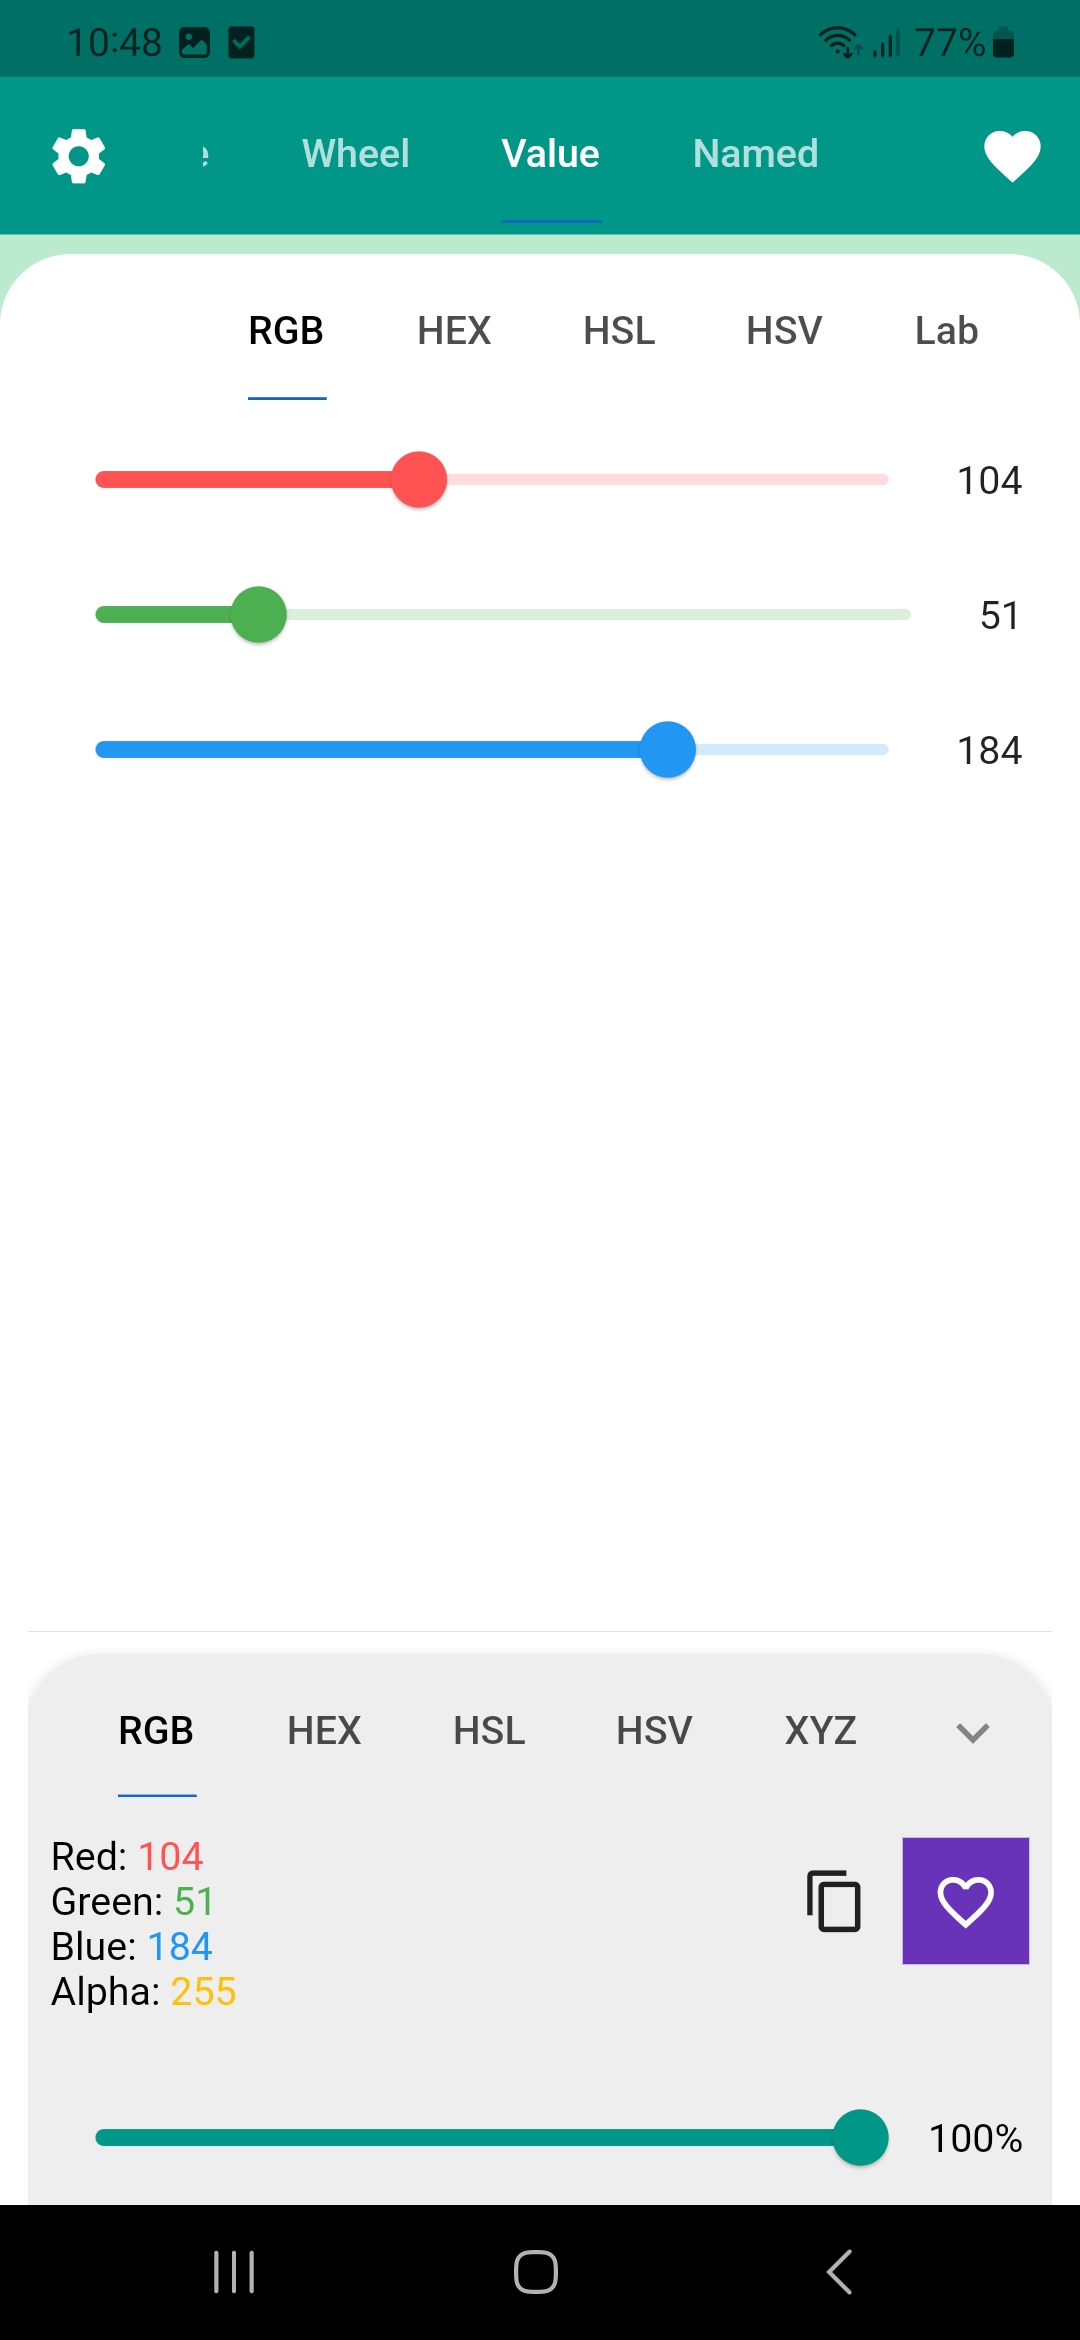 10:48 77%
e Wheel Value Named
RGB HEX HSL HSV Lab
104
51
184
RGB HEX HSL HSV XYZ
Red: 104
Green: 51
Blue: 184
Alpha: 255
100%